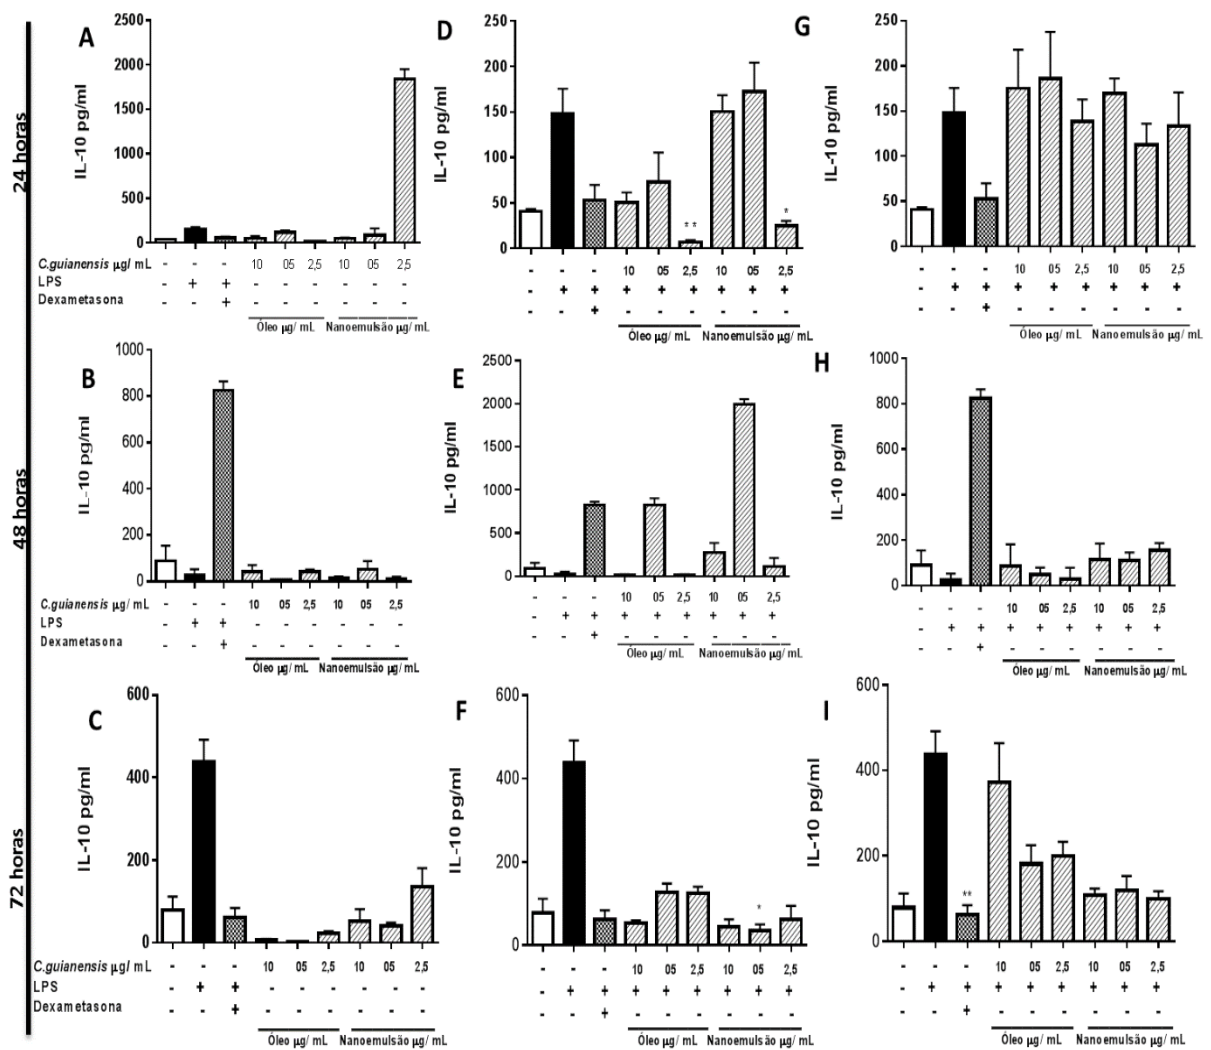 24 horas
A
IL-10 pg/ml
2500
2000
1500
1000
500
0
C.guianensis µg/ mL - - - 10 05 2,5 10 05 2,5
LPS - + + - - - - - -
Dexametasona - - + - - - - - -
Óleo µg/ mL Nanoemulsão µg/ mL
D
IL-10 pg/ml
250
200
150
100
50
0
** *
- - - 10 05 2,5 10 05 2,5
- + + + + + + + +
- - + - - - - - -
Óleo µg/ mL Nanoemulsão µg/ mL
G
IL-10 pg/ml
250
200
150
100
50
0
- - - 10 05 2,5 10 05 2,5
- + + + + + + + +
- - + - - - - - -
Óleo µg/ mL Nanoemulsão µg/ mL
48 horas
B
IL-10 pg/ml
1000
800
600
400
200
0
C.guianensis µg/ mL - - - 10 05 2,5 10 05 2,5
LPS - + + - - - - - -
Dexametasona - - + - - - - - -
Óleo µg/ mL Nanoemulsão µg/ mL
E
IL-10 pg/ml
2500
2000
1500
1000
500
0
- - - 10 05 2,5 10 05 2,5
- + + + + + + + +
- - + - - - - - -
Óleo µg/ mL Nanoemulsão µg/ mL
H
IL-10 pg/ml
1000
800
600
400
200
0
- - - 10 05 2,5 10 05 2,5
- + + + + + + + +
- - + - - - - - -
Óleo µg/ mL Nanoemulsão µg/ mL
72 horas
C
IL-10 pg/ml
600
400
200
0
C.guianensis µg/ mL - - - 10 05 2,5 10 05 2,5
LPS - + + - - - - - -
Dexametasona - - + - - - - - -
Óleo µg/ mL Nanoemulsão µg/ mL
F
IL-10 pg/ml
600
400
200
0
*
- - - 10 05 2,5 10 05 2,5
- + + + + + + + +
- - + - - - - - -
Óleo µg/ mL Nanoemulsão µg/ mL
I
IL-10 pg/ml
600
400
200
0
**
- - - 10 05 2,5 10 05 2,5
- + + + + + + + +
- - + - - - - - -
Óleo µg/ mL Nanoemulsão µg/ mL